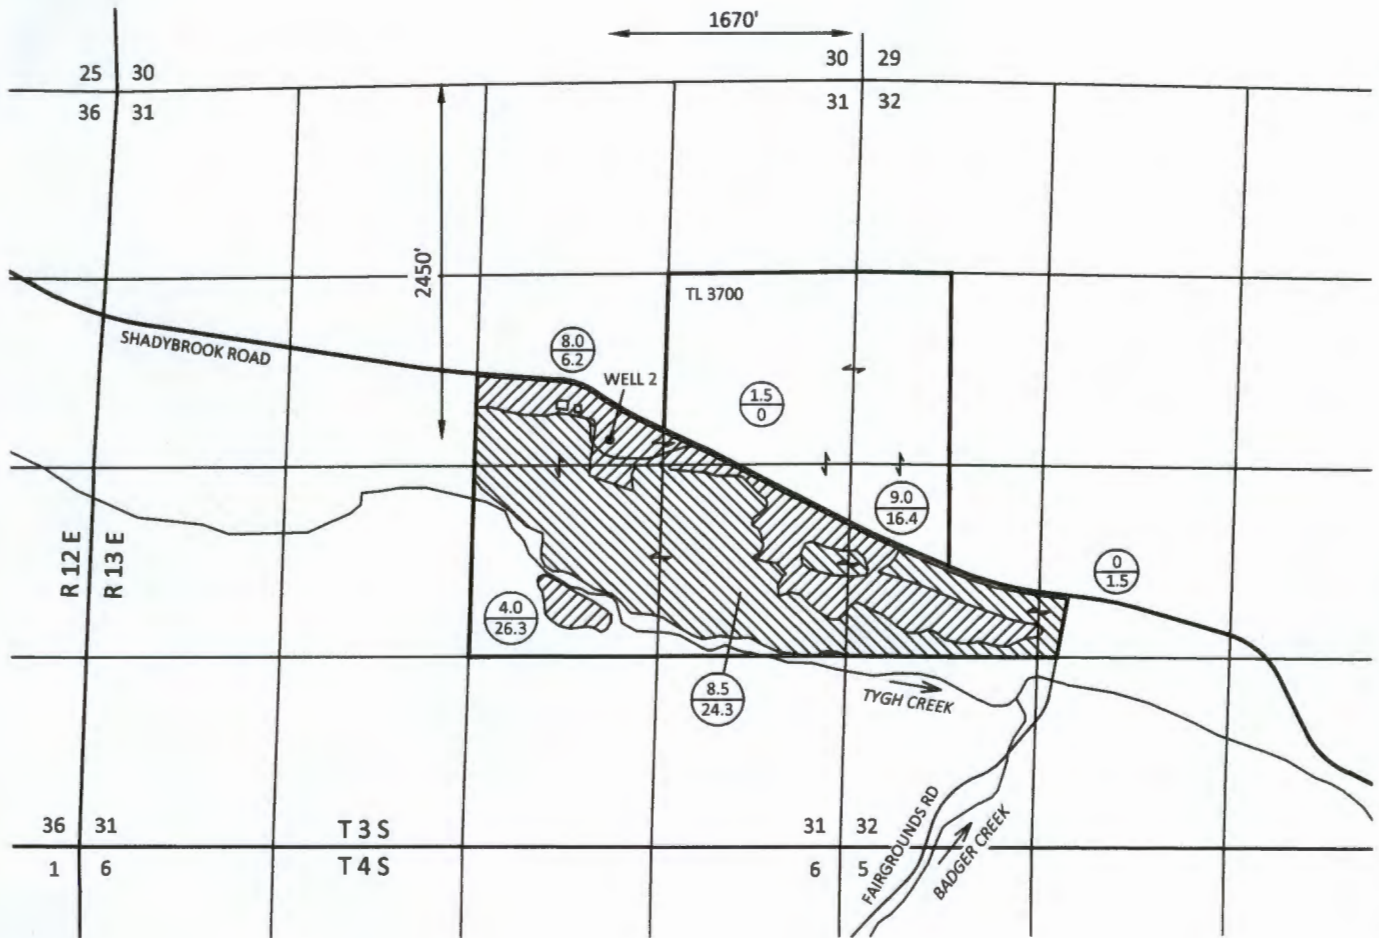 1670'
25 30
30 29
36 31
31 32
2450'
TL 3700
SHADYBROOK ROAD
8.0
6.2
WELL 2
1.5
0
9.0
16.4
R 12 E
R 13 E
0
1.5
4.0
26.3
8.5
24.3
TYGH CREEK
FAIRGROUNDS RD
BADGER CREEK
36 31
T 3 S
31 32
1 6
T 4 S
6 5